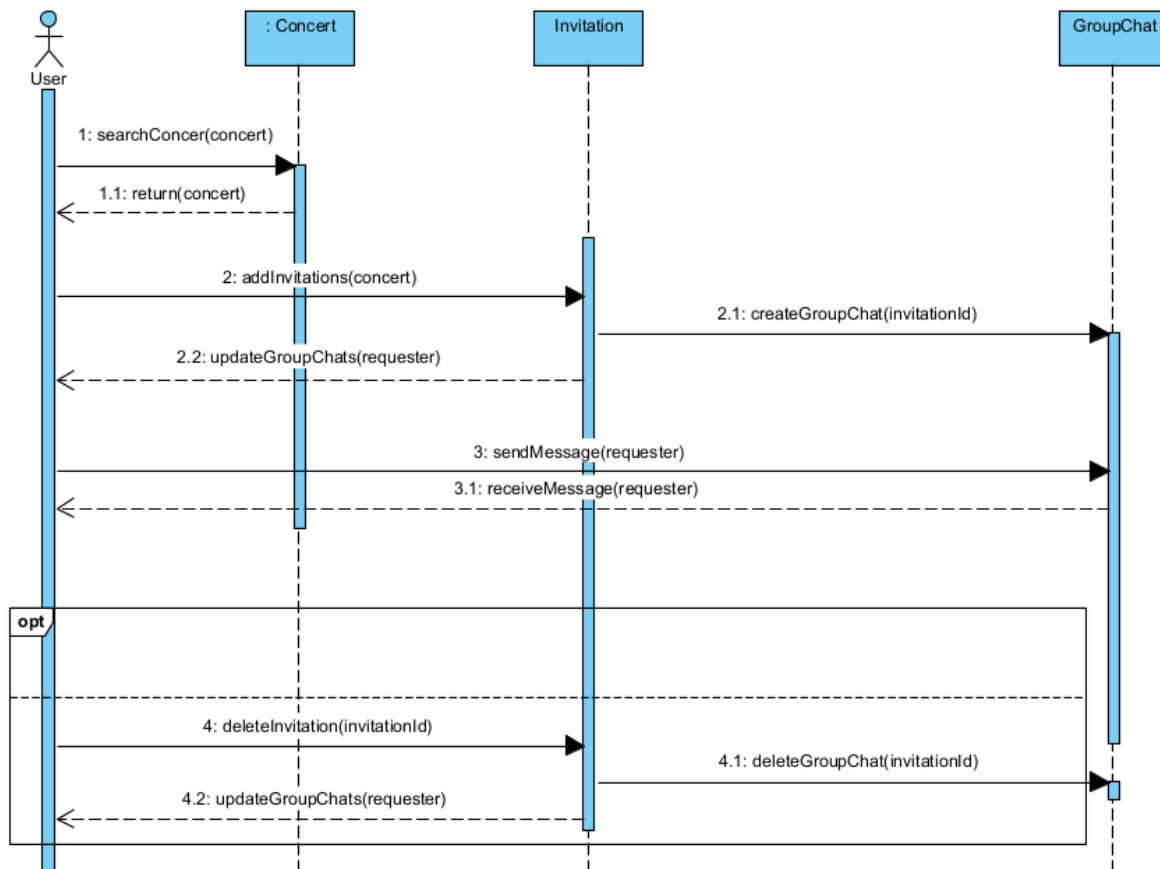 : Concert
Invitation
GroupChat
User
1: searchConcer(concert)
1.1: return(concert)
2: addInvitations(concert)
2.1: createGroupChat(invitationId)
2.2: updateGroupChats(requester)
3: sendMessage(requester)
3.1: receiveMessage(requester)
opt
4: deleteInvitation(invitationId)
4.1: deleteGroupChat(invitationId)
4.2: updateGroupChats(requester)